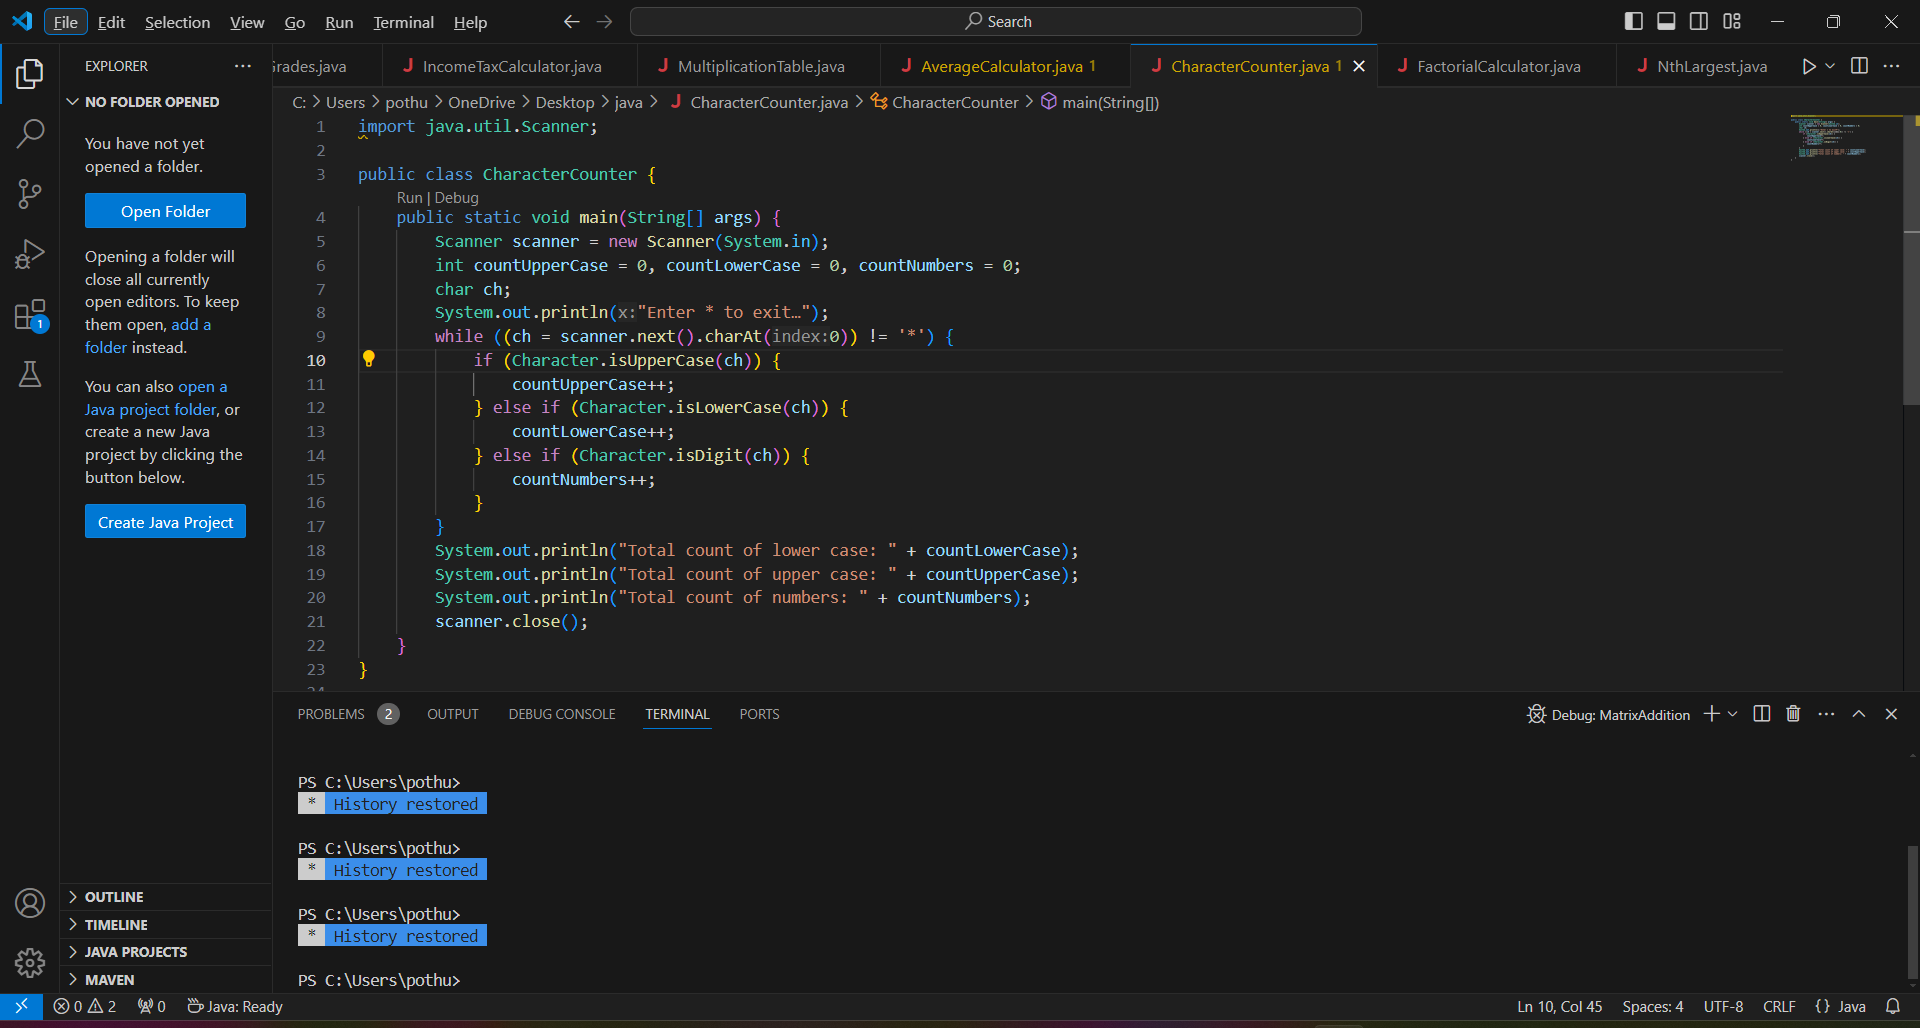 File Edit Selection View Go Run Terminal Help
Search
EXPLORER
Grades.java
IncomeTaxCalculator.java
MultiplicationTable.java
AverageCalculator.java 1
CharacterCounter.java 1
FactorialCalculator.java
NthLargest.java
NO FOLDER OPENED
You have not yet
opened a folder.
Open Folder
Opening a folder will
close all currently
open editors. To keep
them open, add a
folder instead.
You can also open a
Java project folder, or
create a new Java
project by clicking the
button below.
Create Java Project
1
OUTLINE
TIMELINE
JAVA PROJECTS
MAVEN
C: > Users > pothu > OneDrive > Desktop > java > J CharacterCounter.java > CharacterCounter > main(String[])
1 import java.util.Scanner;
2
3 public class CharacterCounter {
Run | Debug
4 public static void main(String[] args) {
5 Scanner scanner = new Scanner(System.in);
6 int countUpperCase = 0, countLowerCase = 0, countNumbers = 0;
7 char ch;
8 System.out.println(x:"Enter * to exit…");
9 while ((ch = scanner.next().charAt(index:0)) != '*') {
10 if (Character.isUpperCase(ch)) {
11 countUpperCase++;
12 } else if (Character.isLowerCase(ch)) {
13 countLowerCase++;
14 } else if (Character.isDigit(ch)) {
15 countNumbers++;
16 }
17 }
18 System.out.println("Total count of lower case: " + countLowerCase);
19 System.out.println("Total count of upper case: " + countUpperCase);
20 System.out.println("Total count of numbers: " + countNumbers);
21 scanner.close();
22 }
23 }
24
PROBLEMS 2 OUTPUT DEBUG CONSOLE TERMINAL PORTS
Debug: MatrixAddition
PS C:\Users\pothu>
* History restored
PS C:\Users\pothu>
* History restored
PS C:\Users\pothu>
* History restored
PS C:\Users\pothu>
0 2 0 Java: Ready
Ln 10, Col 45 Spaces: 4 UTF-8 CRLF {} Java